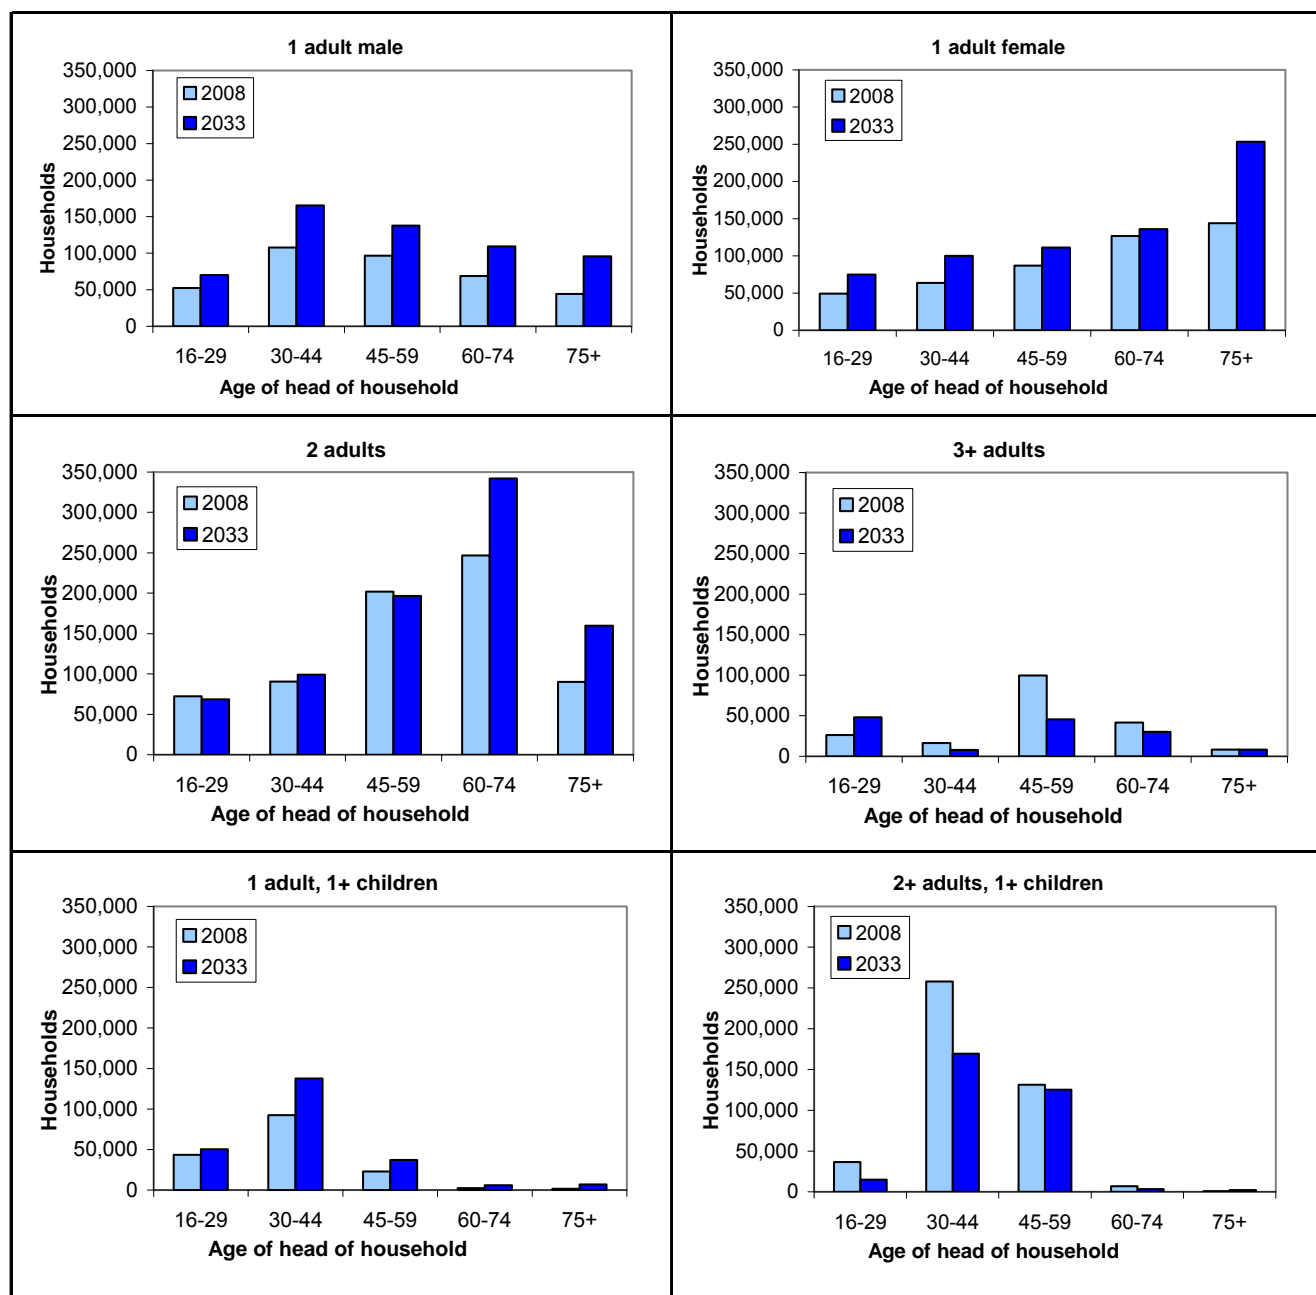 1 adult male
350,000
300,000
250,000
200,000
150,000
100,000
50,000
0
Households
2008
2033
16-29 30-44 45-59 60-74 75+
Age of head of household
1 adult female
350,000
300,000
250,000
200,000
150,000
100,000
50,000
0
Households
2008
2033
16-29 30-44 45-59 60-74 75+
Age of head of household
2 adults
350,000
300,000
250,000
200,000
150,000
100,000
50,000
0
Households
2008
2033
16-29 30-44 45-59 60-74 75+
Age of head of household
3+ adults
350,000
300,000
250,000
200,000
150,000
100,000
50,000
0
Households
2008
2033
16-29 30-44 45-59 60-74 75+
Age of head of household
1 adult, 1+ children
350,000
300,000
250,000
200,000
150,000
100,000
50,000
0
Households
2008
2033
16-29 30-44 45-59 60-74 75+
Age of head of household
2+ adults, 1+ children
350,000
300,000
250,000
200,000
150,000
100,000
50,000
0
Households
2008
2033
16-29 30-44 45-59 60-74 75+
Age of head of household